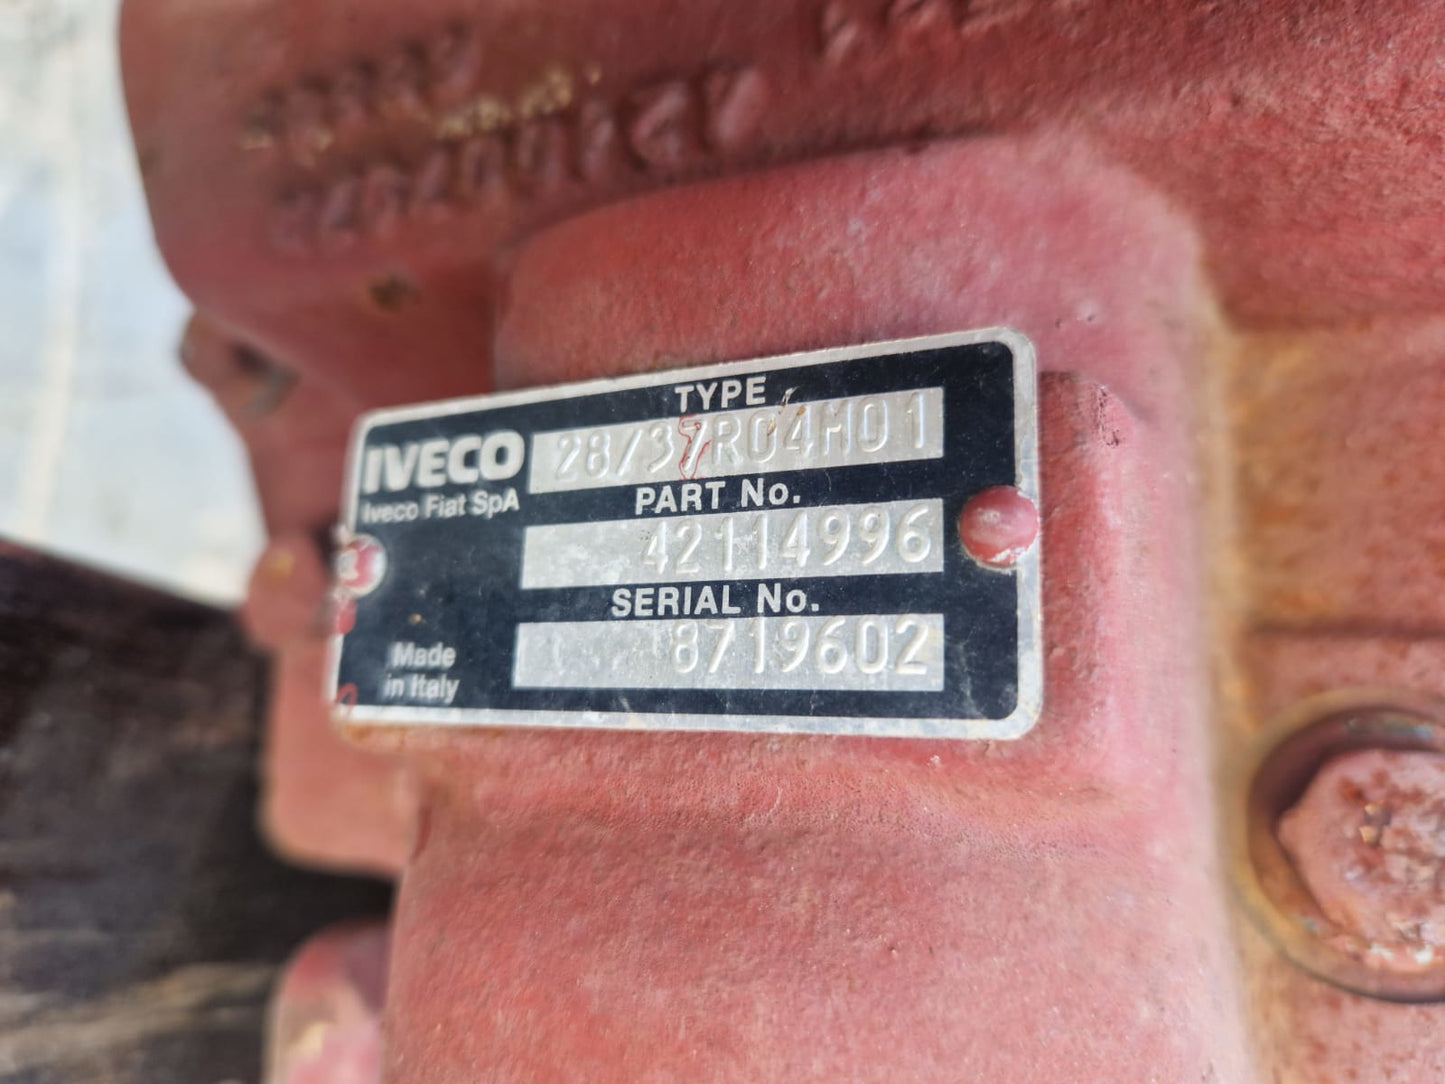 TYPE
IVECO 28/37R04M01
Iveco Fiat SpA
PART No.
42114996
SERIAL No.
8719602
Made
in Italy